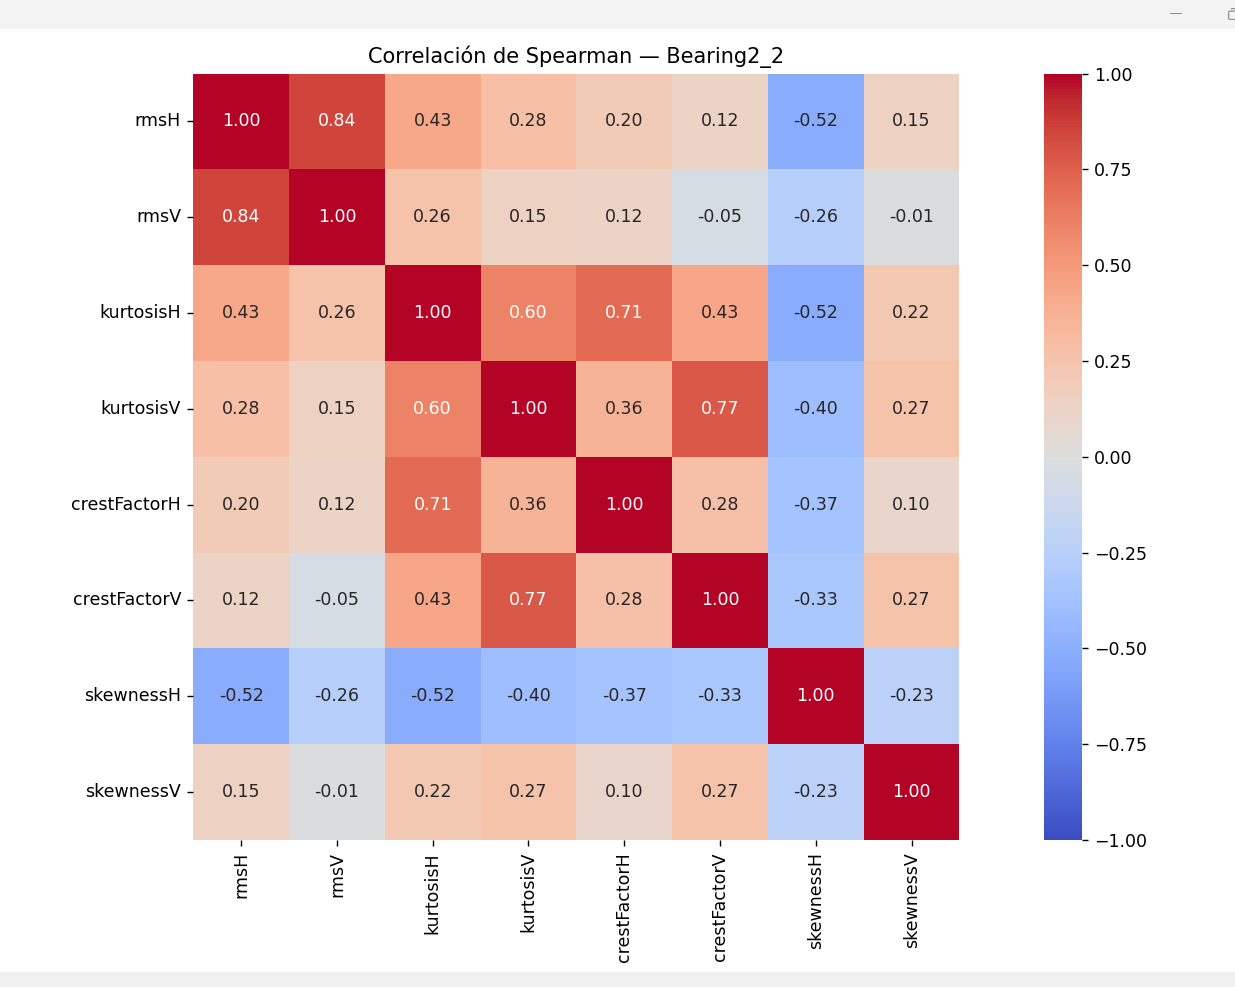 Correlación de Spearman — Bearing2_2
rmsH 1.00 0.84 0.43 0.28 0.20 0.12 -0.52 0.15
rmsV 0.84 1.00 0.26 0.15 0.12 -0.05 -0.26 -0.01
kurtosisH 0.43 0.26 1.00 0.60 0.71 0.43 -0.52 0.22
kurtosisV 0.28 0.15 0.60 1.00 0.36 0.77 -0.40 0.27
crestFactorH 0.20 0.12 0.71 0.36 1.00 0.28 -0.37 0.10
crestFactorV 0.12 -0.05 0.43 0.77 0.28 1.00 -0.33 0.27
skewnessH -0.52 -0.26 -0.52 -0.40 -0.37 -0.33 1.00 -0.23
skewnessV 0.15 -0.01 0.22 0.27 0.10 0.27 -0.23 1.00
rmsH rmsV kurtosisH kurtosisV crestFactorH crestFactorV skewnessH skewnessV
1.00
0.75
0.50
0.25
0.00
−0.25
−0.50
−0.75
−1.00